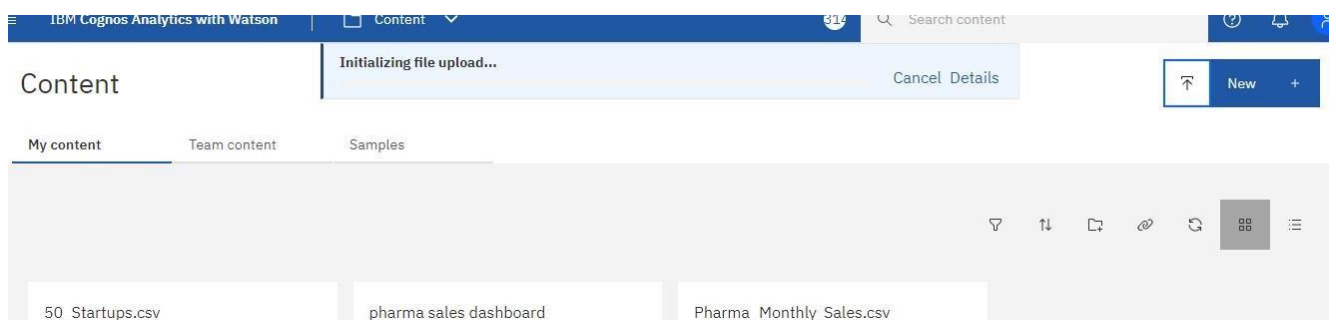 IBM Cognos Analytics with Watson Content 314 Search content
Initializing file upload...
Content Cancel Details New +
My content Team content Samples
50_Startups.csv pharma sales dashboard Pharma_Monthly_Sales.csv